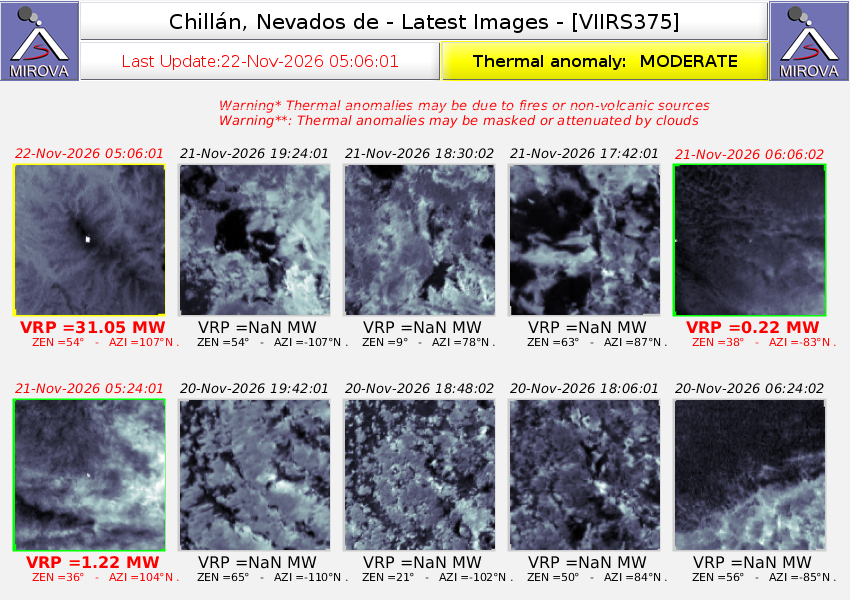 Chillán, Nevados de - Latest Images - [VIIRS375]
MIROVA
Last Update:22-Nov-2026 05:06:01
Thermal anomaly: MODERATE
MIROVA
Warning* Thermal anomalies may be due to fires or non-volcanic sources
Warning**: Thermal anomalies may be masked or attenuated by clouds
22-Nov-2026 05:06:01
21-Nov-2026 19:24:01
21-Nov-2026 18:30:02
21-Nov-2026 17:42:01
21-Nov-2026 06:06:02
VRP =31.05 MW
VRP =NaN MW
VRP =NaN MW
VRP =NaN MW
VRP =0.22 MW
ZEN =54° - AZI =107°N .
ZEN =54° - AZI =-107°N .
ZEN =9° - AZI =78°N .
ZEN =63° - AZI =87°N .
ZEN =38° - AZI =-83°N .
21-Nov-2026 05:24:01
20-Nov-2026 19:42:01
20-Nov-2026 18:48:02
20-Nov-2026 18:06:01
20-Nov-2026 06:24:02
VRP =1.22 MW
VRP =NaN MW
VRP =NaN MW
VRP =NaN MW
VRP =NaN MW
ZEN =36° - AZI =104°N .
ZEN =65° - AZI =-110°N .
ZEN =21° - AZI =-102°N .
ZEN =50° - AZI =84°N .
ZEN =56° - AZI =-85°N .